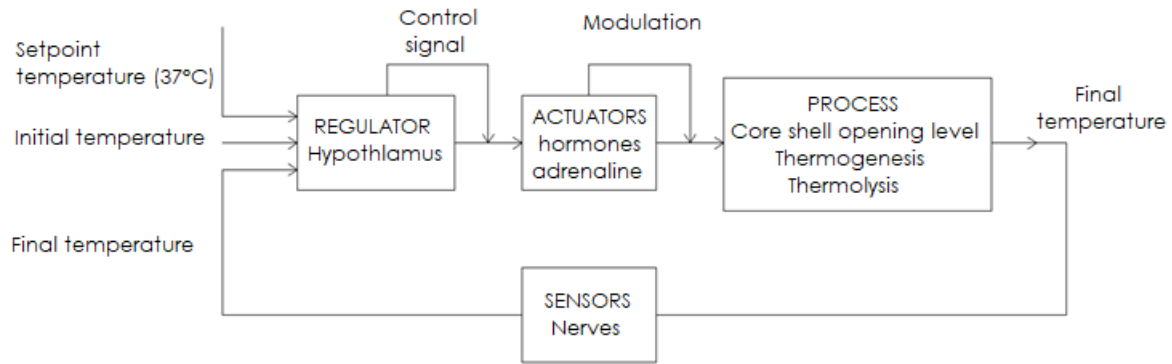 Control
signal
Modulation
Setpoint
temperature (37°C)
Initial temperature
Final temperature
REGULATOR
Hypothlamus
ACTUATORS
hormones
adrenaline
PROCESS
Core shell opening level
Thermogenesis
Thermolysis
Final
temperature
SENSORS
Nerves